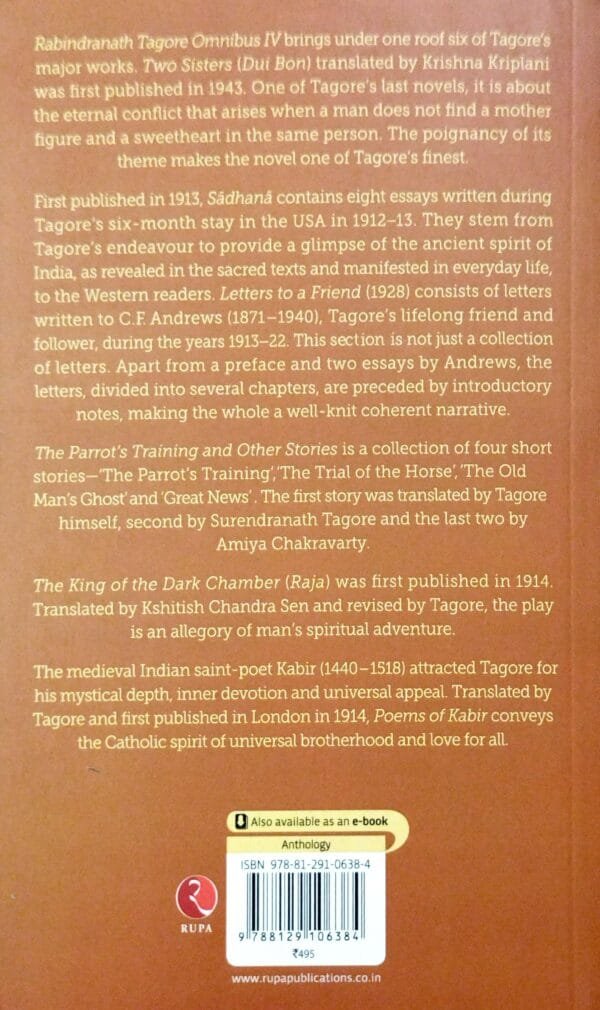 Rabindranath Tagore Omnibus IV brings under one roof six of Tagore's
major works. Two Sisters (Dui Bon) translated by Krishna Kriplani
was first published in 1943. One of Tagore's last novels, it is about
the eternal conflict that arises when a man does not find a mother
figure and a sweetheart in the same person. The poignancy of its
theme makes the novel one of Tagore's finest.
First published in 1913, Sâdhanâ contains eight essays written during
Tagore's six-month stay in the USA in 1912–13. They stem from
Tagore's endeavour to provide a glimpse of the ancient spirit of
India, as revealed in the sacred texts and manifested in everyday life,
to the Western readers. Letters to a Friend (1928) consists of letters
written to C.F. Andrews (1871–1940), Tagore's lifelong friend and
follower, during the years 1913–22. This section is not just a collection
of letters. Apart from a preface and two essays by Andrews, the
letters, divided into several chapters, are preceded by introductory
notes, making the whole a well-knit coherent narrative.
The Parrot's Training and Other Stories is a collection of four short
stories—'The Parrot's Training','The Trial of the Horse', 'The Old
Man's Ghost' and 'Great News'. The first story was translated by Tagore
himself, second by Surendranath Tagore and the last two by
Amiya Chakravarty.
The King of the Dark Chamber (Raja) was first published in 1914.
Translated by Kshitish Chandra Sen and revised by Tagore, the play
is an allegory of man's spiritual adventure.
The medieval Indian saint-poet Kabir (1440–1518) attracted Tagore for
his mystical depth, inner devotion and universal appeal. Translated by
Tagore and first published in London in 1914, Poems of Kabir conveys
the Catholic spirit of universal brotherhood and love for all.
Also available as an e-book
Anthology
ISBN 978-81-291-0638-4
RUPA
9 788129 106384
₹495
www.rupapublications.co.in